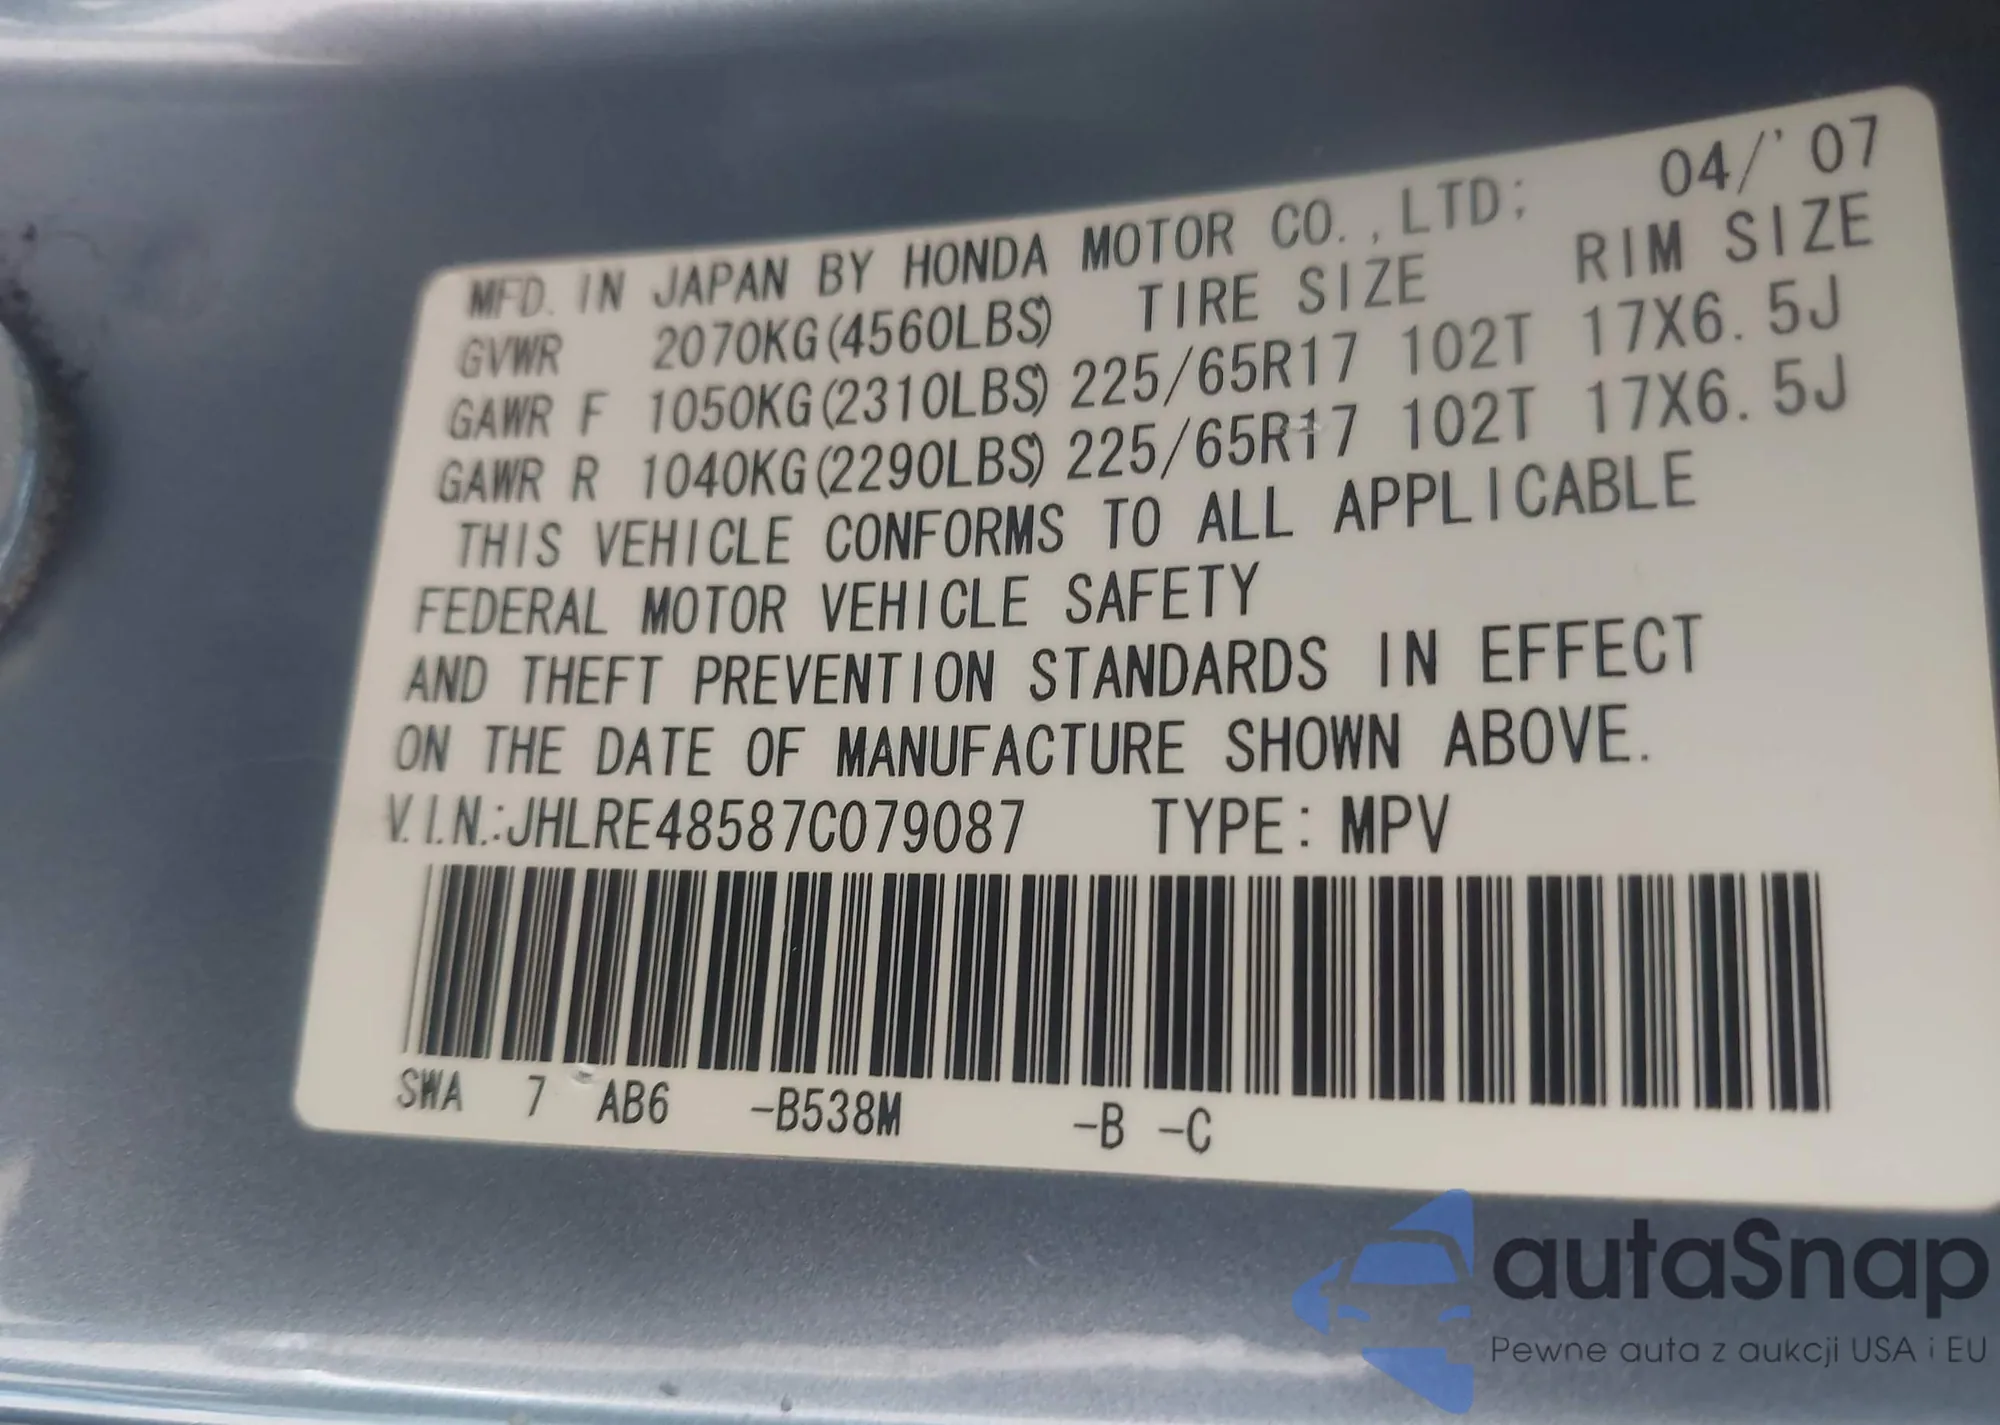 MFD. IN JAPAN BY HONDA MOTOR CO.,LTD; 04/'07
GVWR 2070KG(4560LBS) TIRE SIZE RIM SIZE
GAWR F 1050KG(2310LBS) 225/65R17 102T 17X6.5J
GAWR R 1040KG(2290LBS) 225/65R17 102T 17X6.5J
THIS VEHICLE CONFORMS TO ALL APPLICABLE
FEDERAL MOTOR VEHICLE SAFETY
AND THEFT PREVENTION STANDARDS IN EFFECT
ON THE DATE OF MANUFACTURE SHOWN ABOVE.
V.I.N.:JHLRE48587C079087 TYPE: MPV
SWA 7 AB6 -B538M -B -C
autaSnap
Pewne auta z aukcji USA i EU